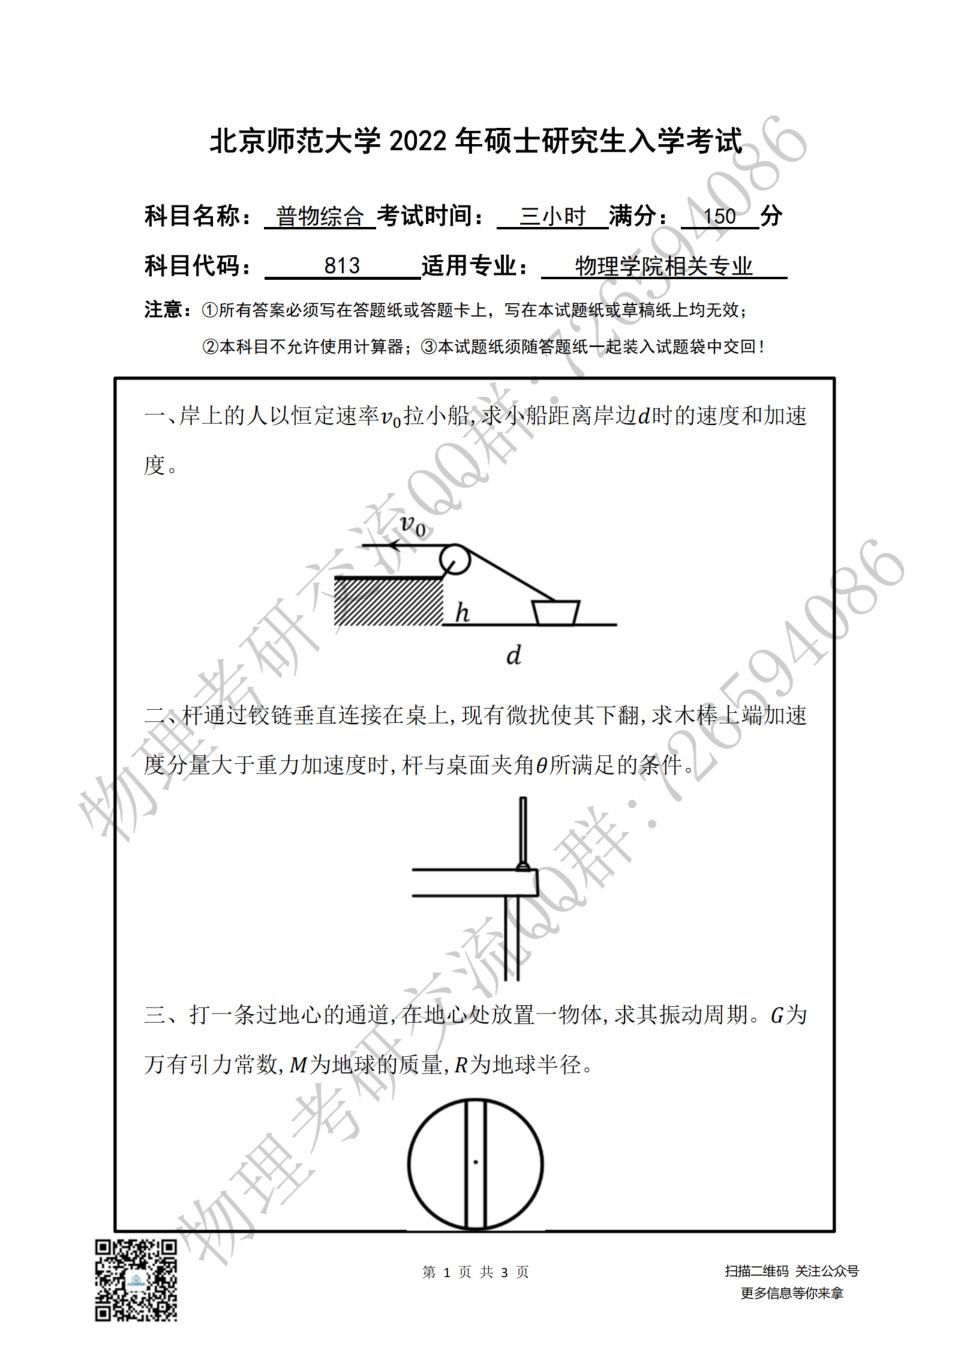 北京师范大学 2022 年硕士研究生入学考试
科目名称： 普物综合 考试时间： 三小时 满分： 150 分
科目代码： 813 适用专业： 物理学院相关专业
注意：①所有答案必须写在答题纸或答题卡上，写在本试题纸或草稿纸上均无效；
②本科目不允许使用计算器；③本试题纸须随答题纸一起装入试题袋中交回！
一、岸上的人以恒定速率v₀拉小船，求小船距离岸边d时的速度和加速
度。
v₀
h
d
二、杆通过铰链垂直连接在桌上，现有微扰使其下翻，求木棒上端加速
度分量大于重力加速度时，杆与桌面夹角θ所满足的条件。
三、打一条过地心的通道，在地心处放置一物体，求其振动周期。G为
万有引力常数，M为地球的质量，R为地球半径。
第 1 页 共 3 页
扫描二维码 关注公众号
更多信息等你来拿
物理考研交流QQ群：726594086
物理考研交流QQ群：726594086